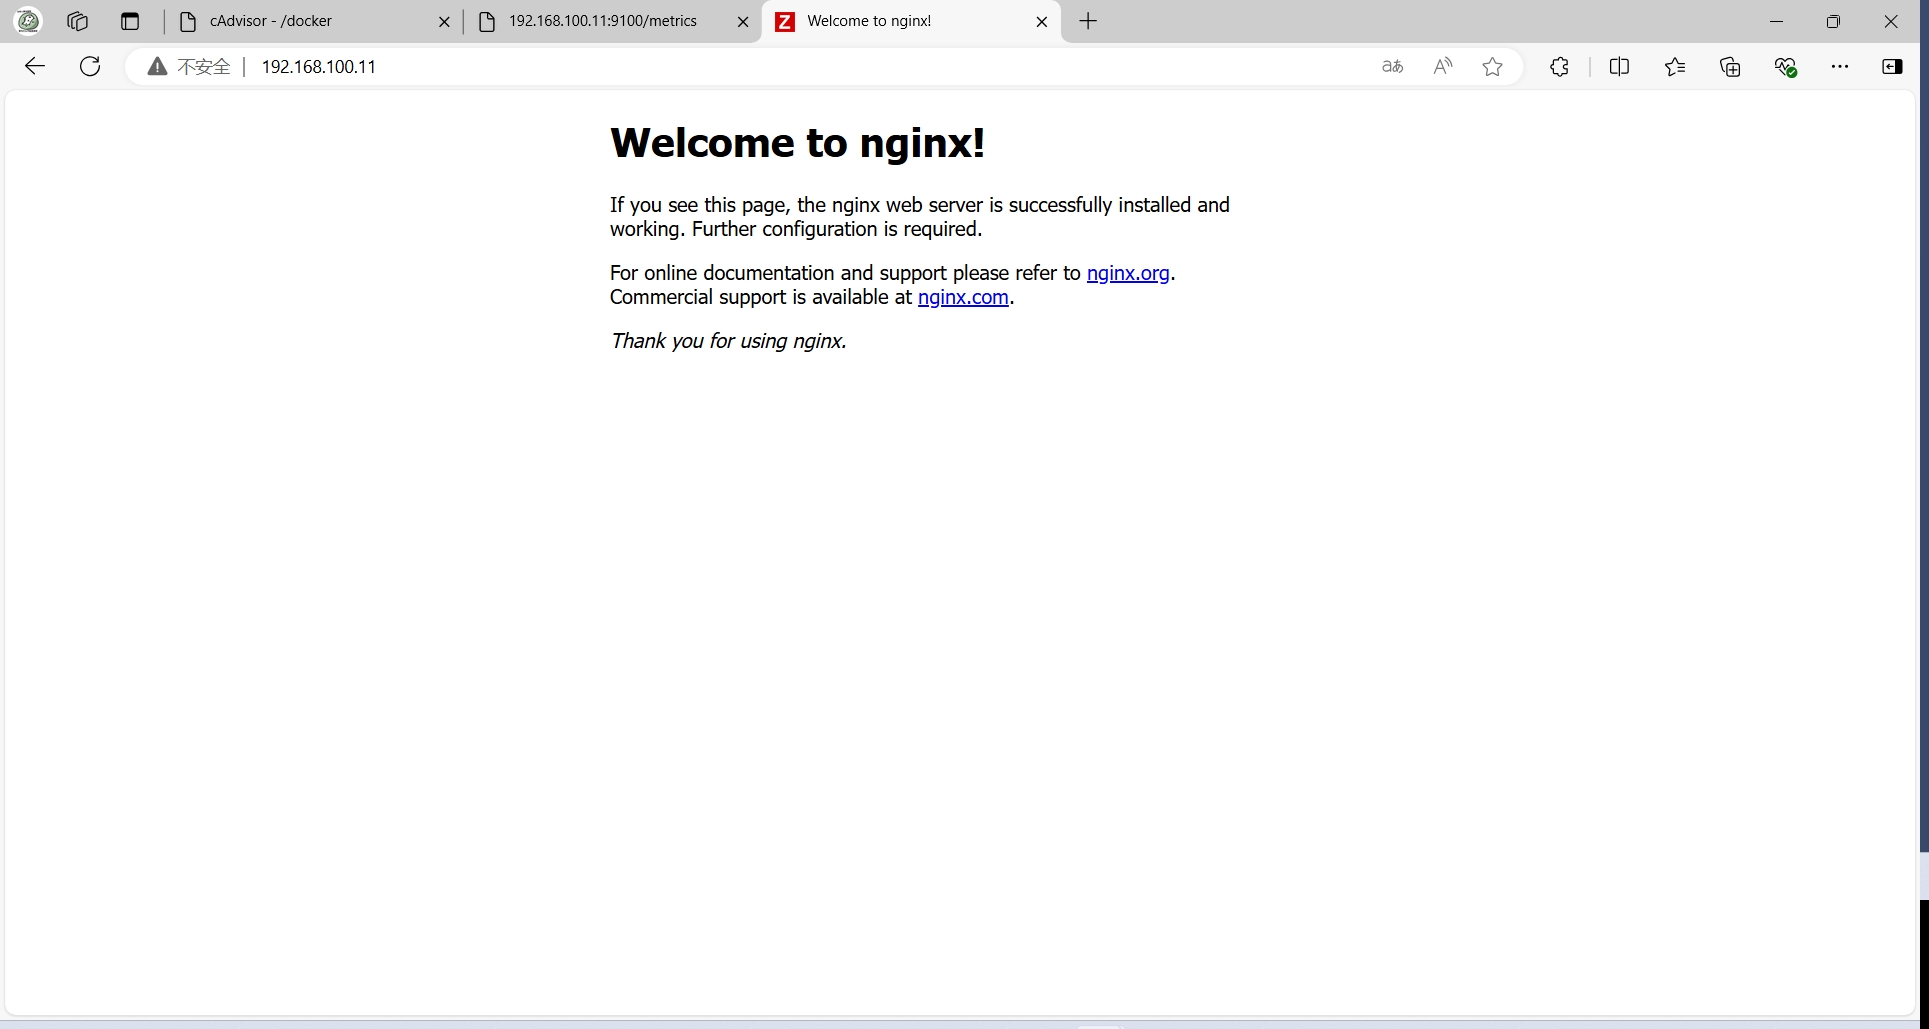 cAdvisor - /docker
192.168.100.11:9100/metrics
Z
Welcome to nginx!
不安全
192.168.100.11
aあ
A
Welcome to nginx!
If you see this page, the nginx web server is successfully installed and
working. Further configuration is required.
For online documentation and support please refer to nginx.org.
Commercial support is available at nginx.com.
Thank you for using nginx.